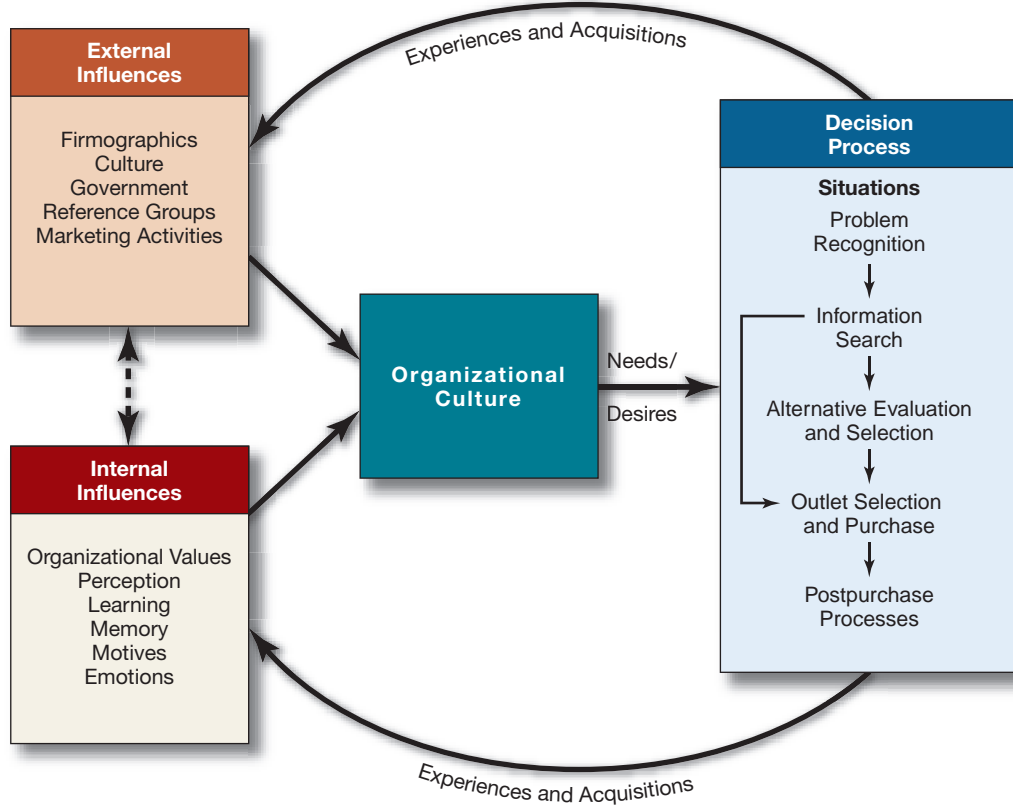 Experiences and Acquisitions
External
Influences
Firmographics
Culture
Government
Reference Groups
Marketing Activities
Internal
Influences
Organizational Values
Perception
Learning
Memory
Motives
Emotions
Organizational
Culture
Needs/
Desires
Decision
Process
Situations
Problem
Recognition
Information
Search
Alternative Evaluation
and Selection
Outlet Selection
and Purchase
Postpurchase
Processes
Experiences and Acquisitions